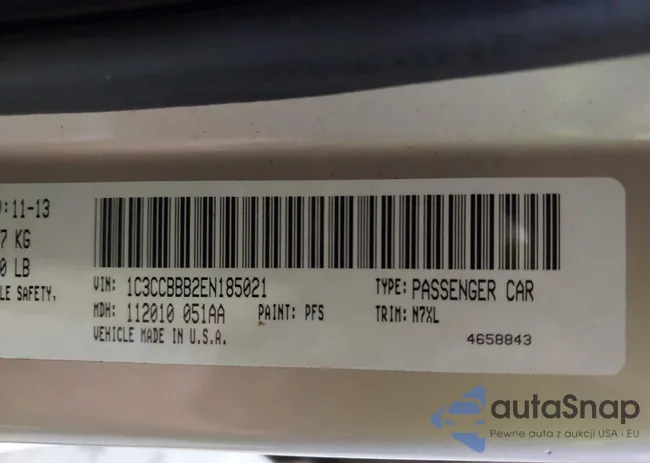 :11-13
7 KG
0 LB
LE SAFETY.
VIN: 1C3CCBBB2EN185021
TYPE: PASSENGER CAR
MDH: 112010 051AA
PAINT: PFS
TRIM: N7XL
VEHICLE MADE IN U.S.A.
4658843
autaSnap
Pewne auta z aukcji USA i EU